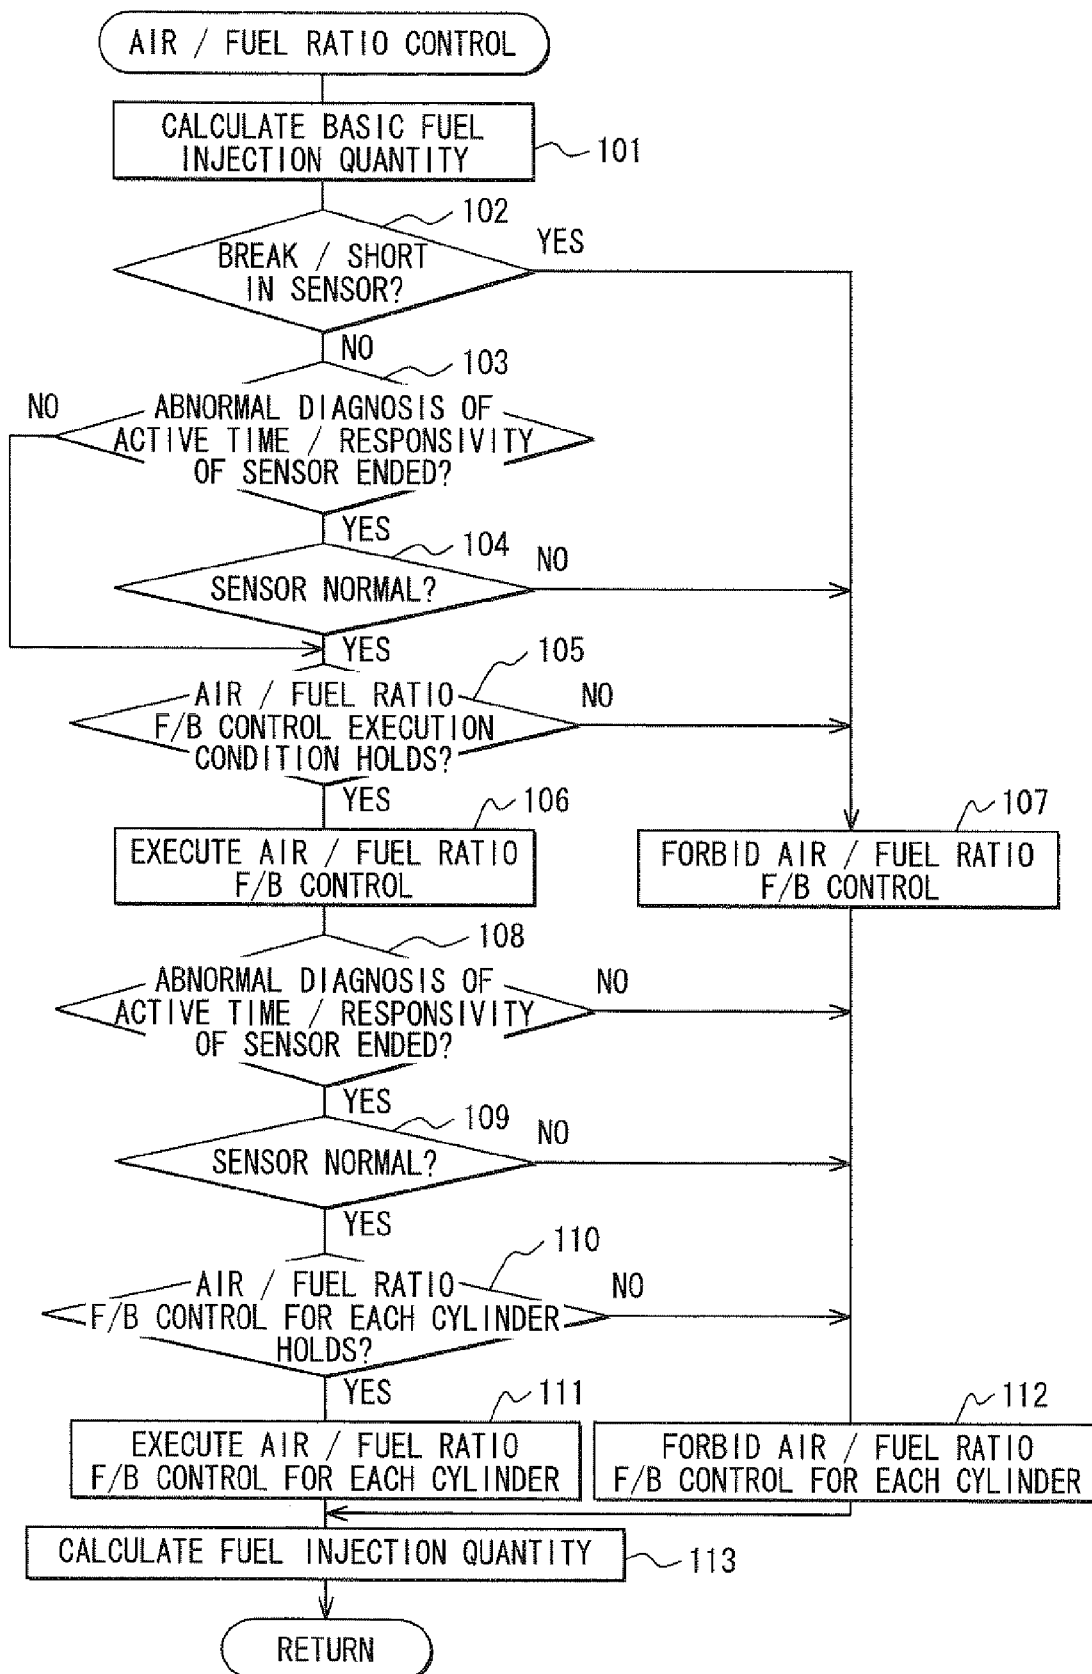 AIR / FUEL RATIO CONTROL
CALCULATE BASIC FUEL
INJECTION QUANTITY
101
102
BREAK / SHORT
IN SENSOR?
YES
NO
103
NO
ABNORMAL DIAGNOSIS OF
ACTIVE TIME / RESPONSIVITY
OF SENSOR ENDED?
YES
104
SENSOR NORMAL?
NO
YES
105
AIR / FUEL RATIO
F/B CONTROL EXECUTION
CONDITION HOLDS?
NO
YES
106
EXECUTE AIR / FUEL RATIO
F/B CONTROL
107
FORBID AIR / FUEL RATIO
F/B CONTROL
108
ABNORMAL DIAGNOSIS OF
ACTIVE TIME / RESPONSIVITY
OF SENSOR ENDED?
NO
YES
109
SENSOR NORMAL?
NO
YES
110
AIR / FUEL RATIO
F/B CONTROL FOR EACH CYLINDER
HOLDS?
NO
YES
111
EXECUTE AIR / FUEL RATIO
F/B CONTROL FOR EACH CYLINDER
112
FORBID AIR / FUEL RATIO
F/B CONTROL FOR EACH CYLINDER
CALCULATE FUEL INJECTION QUANTITY
113
RETURN